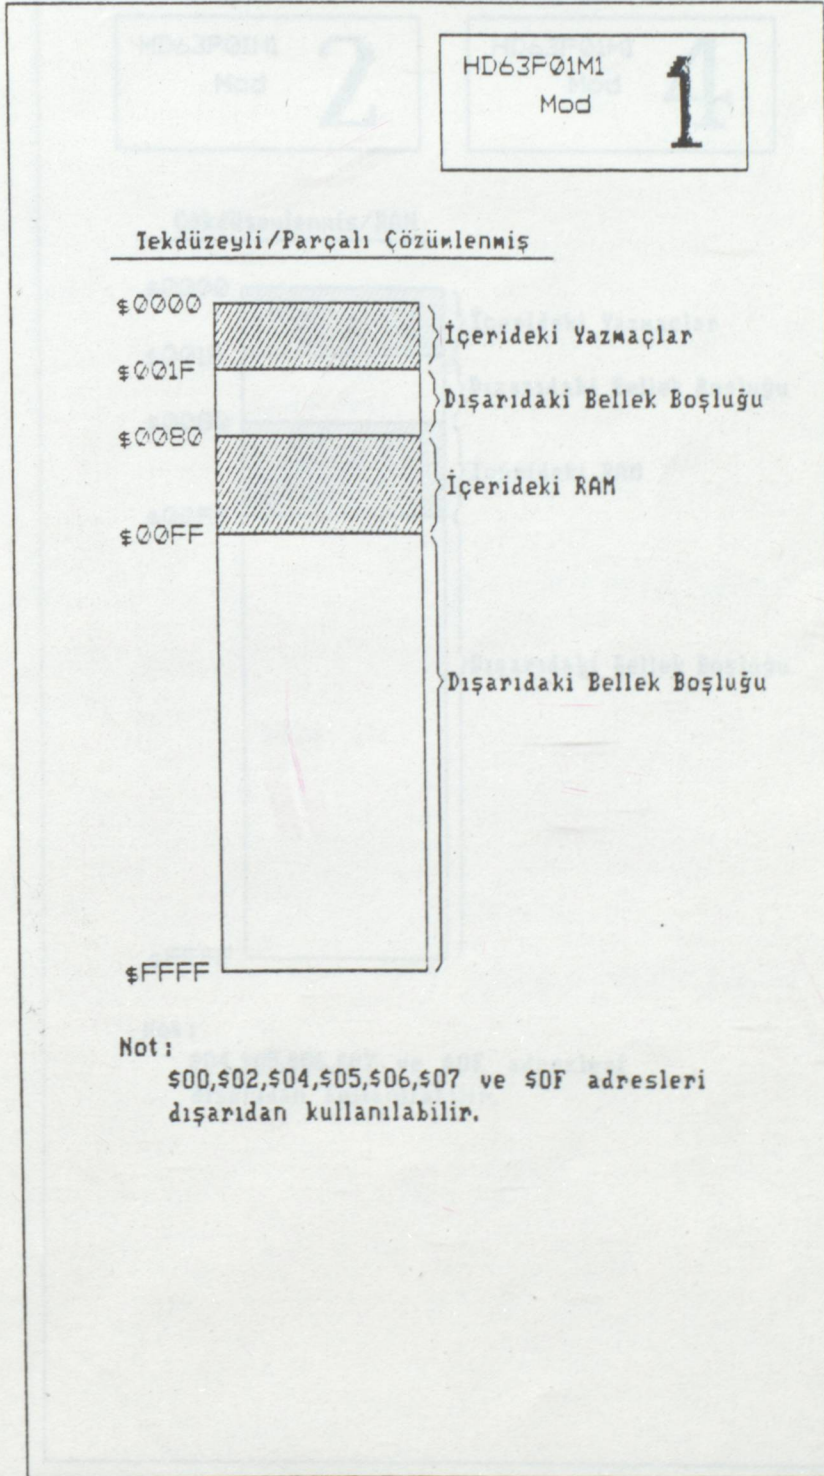 HD63P01M1
Mod 1
Tekdüzeyli/Parçalı Çözümlenmiş
$0000
İçerideki Yazmaçlar
$001F
Dışarıdaki Bellek Boşluğu
$0080
İçerideki RAM
$00FF
Dışarıdaki Bellek Boşluğu
$FFFF
Not:
$00,$02,$04,$05,$06,$07 ve $0F adresleri
dışarıdan kullanılabilir.